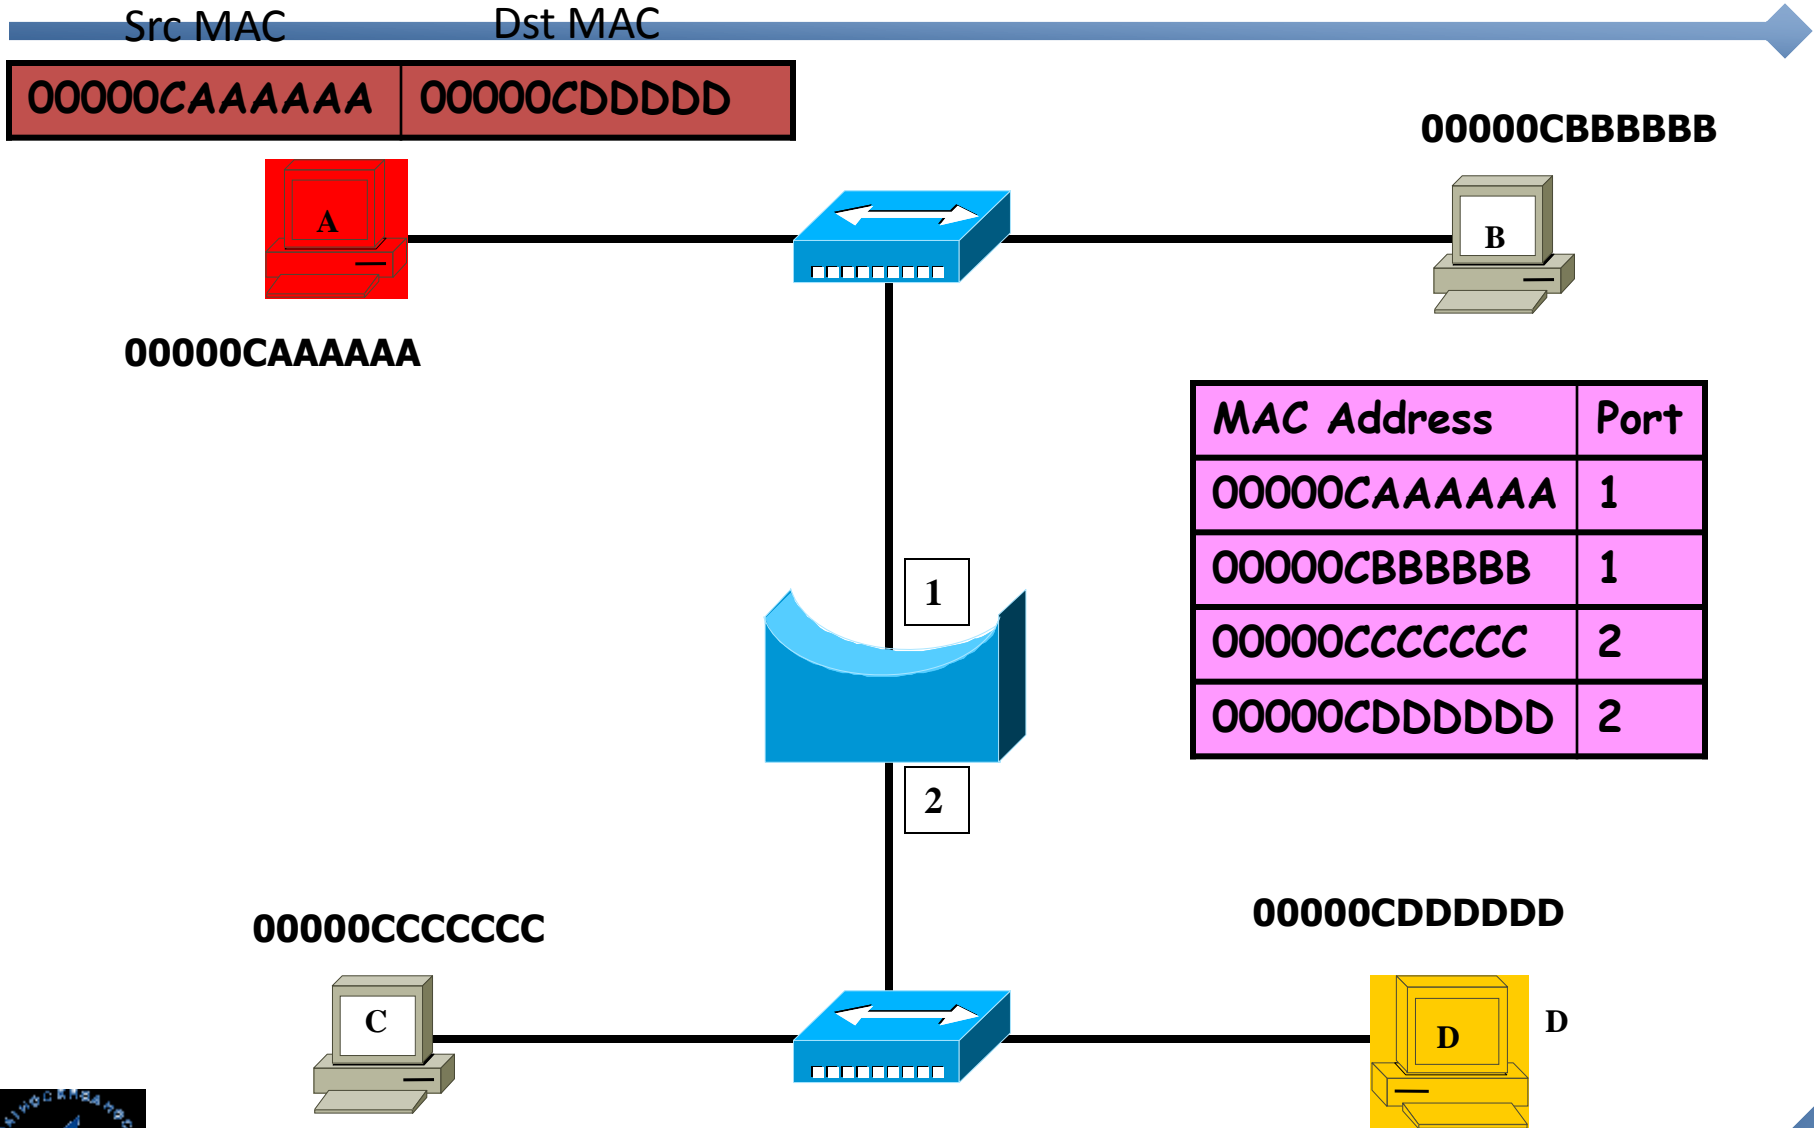 Src MAC Dst MAC
00000CAAAAAA 00000CDDDDD
00000CBBBBBB
A
B
00000CAAAAAA
MAC Address Port
00000CAAAAAA 1
00000CBBBBBB 1
00000CCCCCCC 2
00000CDDDDDD 2
1
2
00000CCCCCCC
00000CDDDDDD
C
D
D